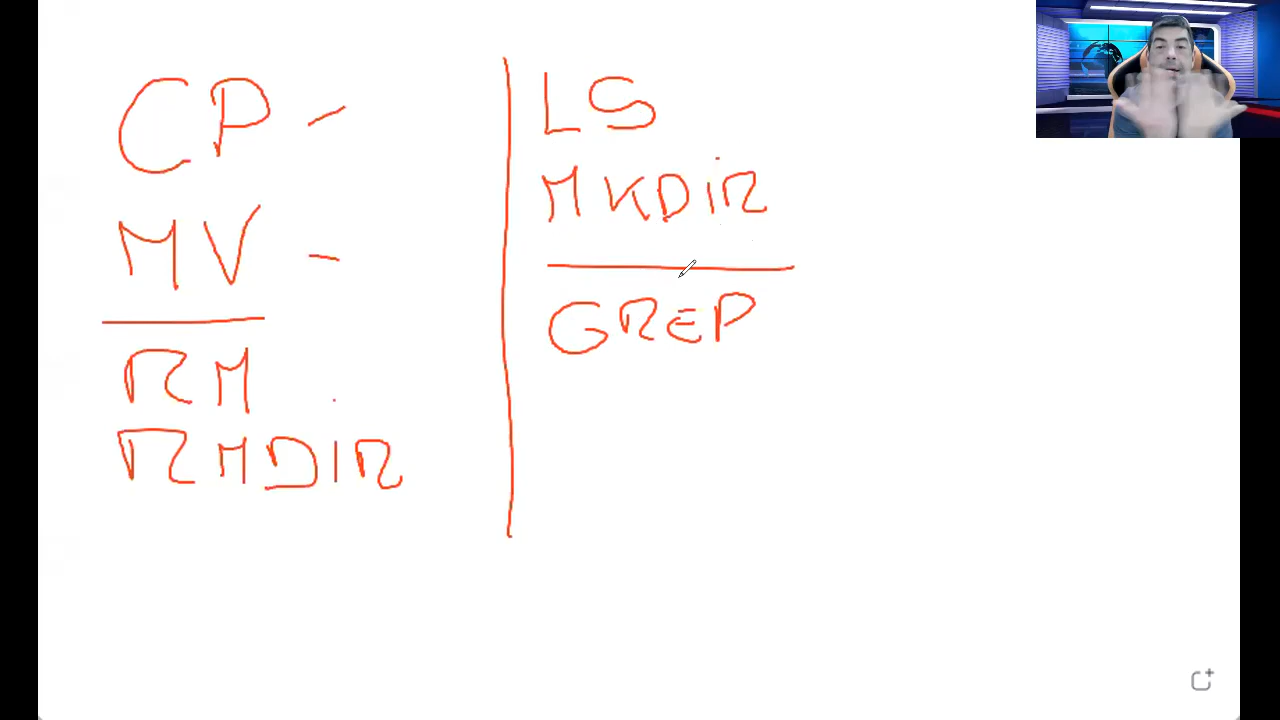 CP -
MV -
RM
RMDIR
LS
MKDIR
GREP